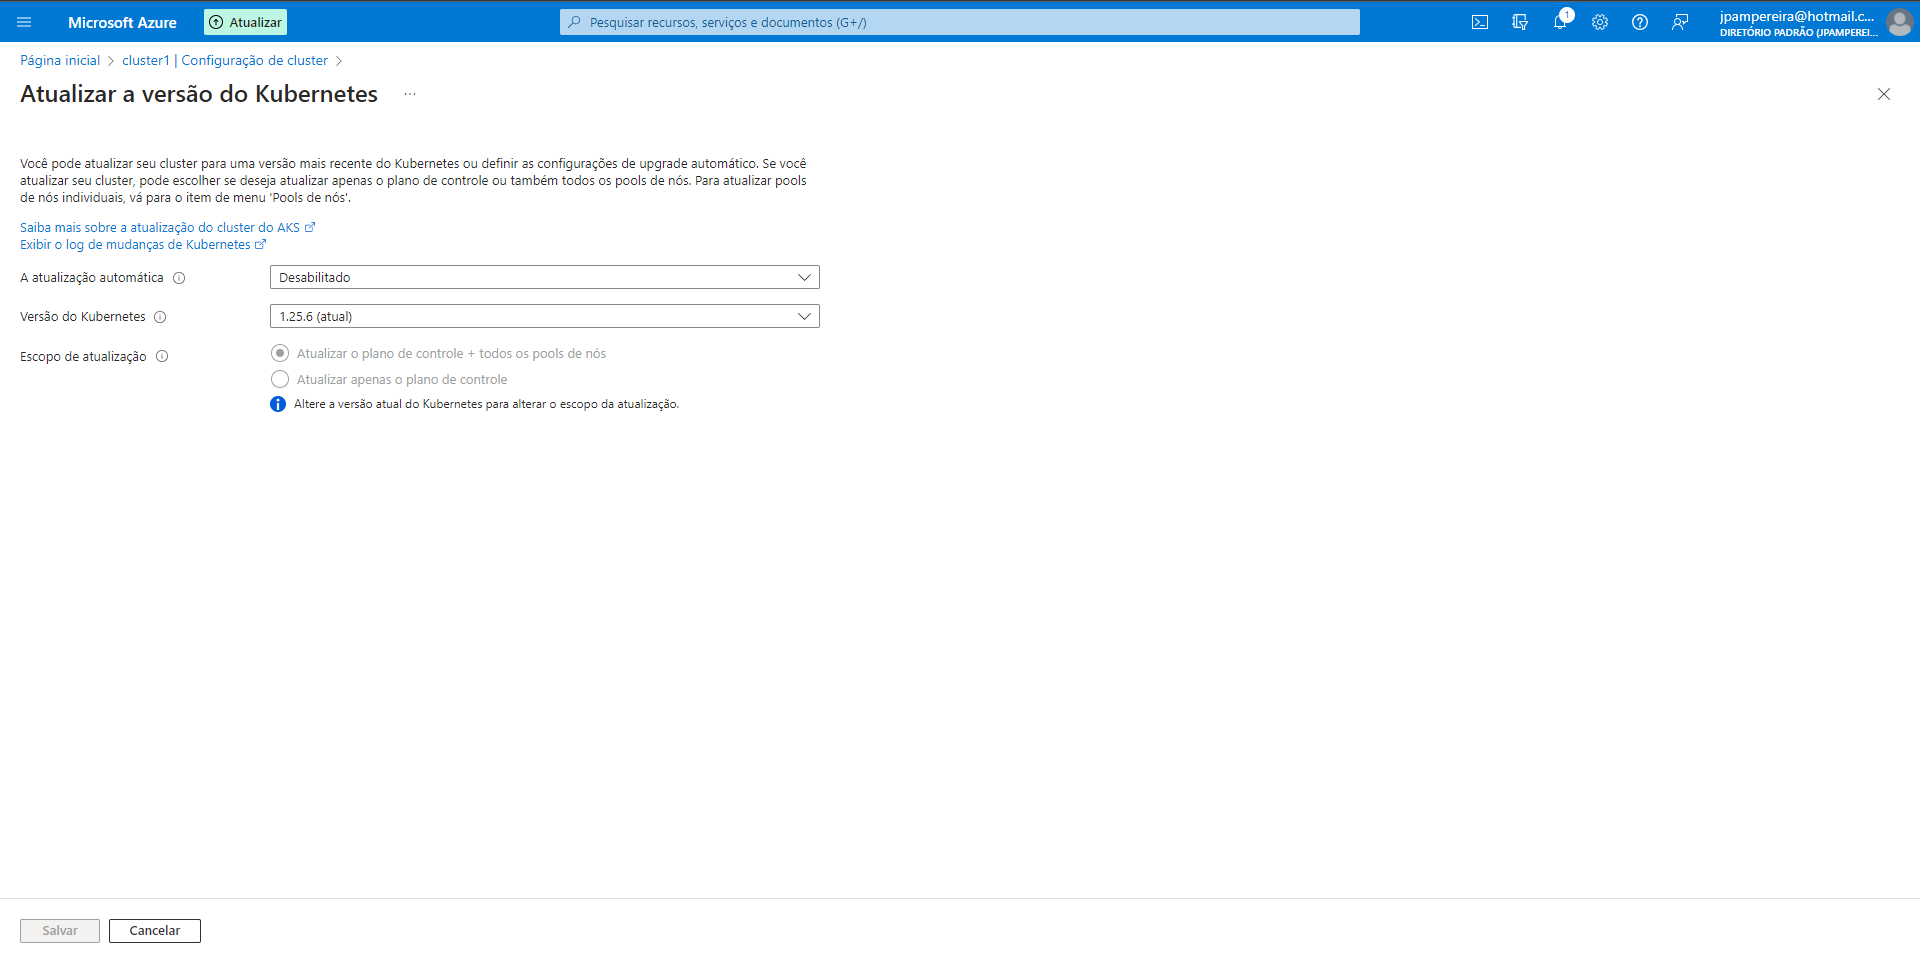 Microsoft Azure
Atualizar
Pesquisar recursos, serviços e documentos (G+/)
1
jpampereira@hotmail.c...
DIRETÓRIO PADRÃO (JPAMPEREI...
Página inicial > cluster1 | Configuração de cluster >
Atualizar a versão do Kubernetes ...
Você pode atualizar seu cluster para uma versão mais recente do Kubernetes ou definir as configurações de upgrade automático. Se você
atualizar seu cluster, pode escolher se deseja atualizar apenas o plano de controle ou também todos os pools de nós. Para atualizar pools
de nós individuais, vá para o item de menu 'Pools de nós'.
Saiba mais sobre a atualização do cluster do AKS
Exibir o log de mudanças de Kubernetes
A atualização automática
Desabilitado
Versão do Kubernetes
1.25.6 (atual)
Escopo de atualização
Atualizar o plano de controle + todos os pools de nós
Atualizar apenas o plano de controle
Altere a versão atual do Kubernetes para alterar o escopo da atualização.
Salvar
Cancelar